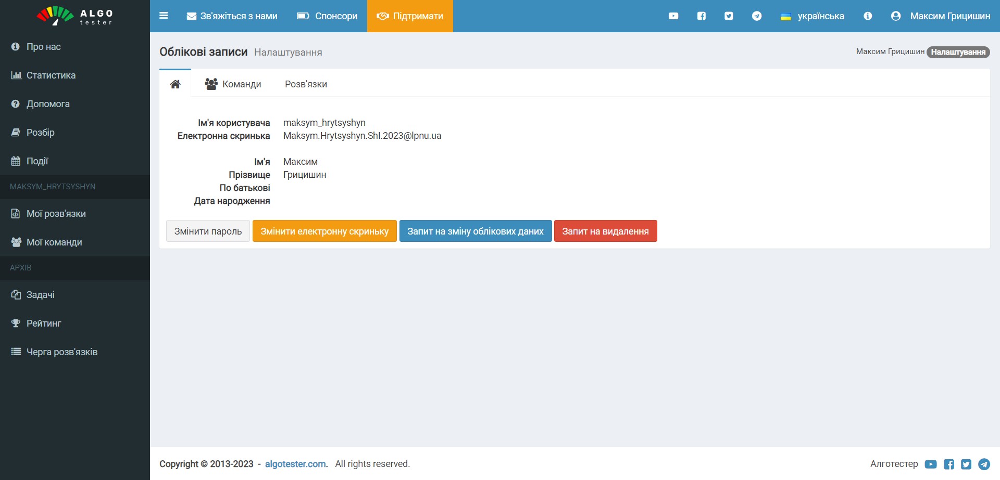 ALGO
tester
Зв'яжіться з нами
Спонсори
Підтримати
українська
Максим Грицишин
Про нас
Статистика
Допомога
Розбір
Події
MAKSYM_HRYTSYSHYN
Мої розв'язки
Мої команди
АРХІВ
Задачі
Рейтинг
Черга розв'язків
Облікові записи Налаштування
Максим Грицишин Налаштування
Команди
Розв'язки
Ім'я користувача maksym_hrytsyshyn
Електронна скринька Maksym.Hrytsyshyn.ShI.2023@lpnu.ua
Ім'я Максим
Прізвище Грицишин
По батькові
Дата народження
Змінити пароль
Змінити електронну скриньку
Запит на зміну облікових даних
Запит на видалення
Copyright © 2013-2023 - algotester.com. All rights reserved.
Алготестер